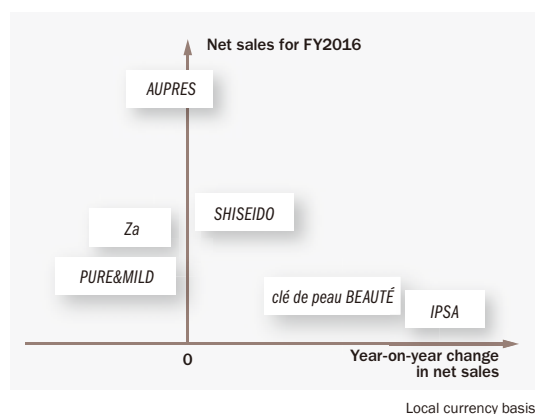 Net sales for FY2016
AUPRES
SHISEIDO
Za
PURE&MILD
clé de peau BEAUTÉ
IPSA
0
Year-on-year change
in net sales
Local currency basis